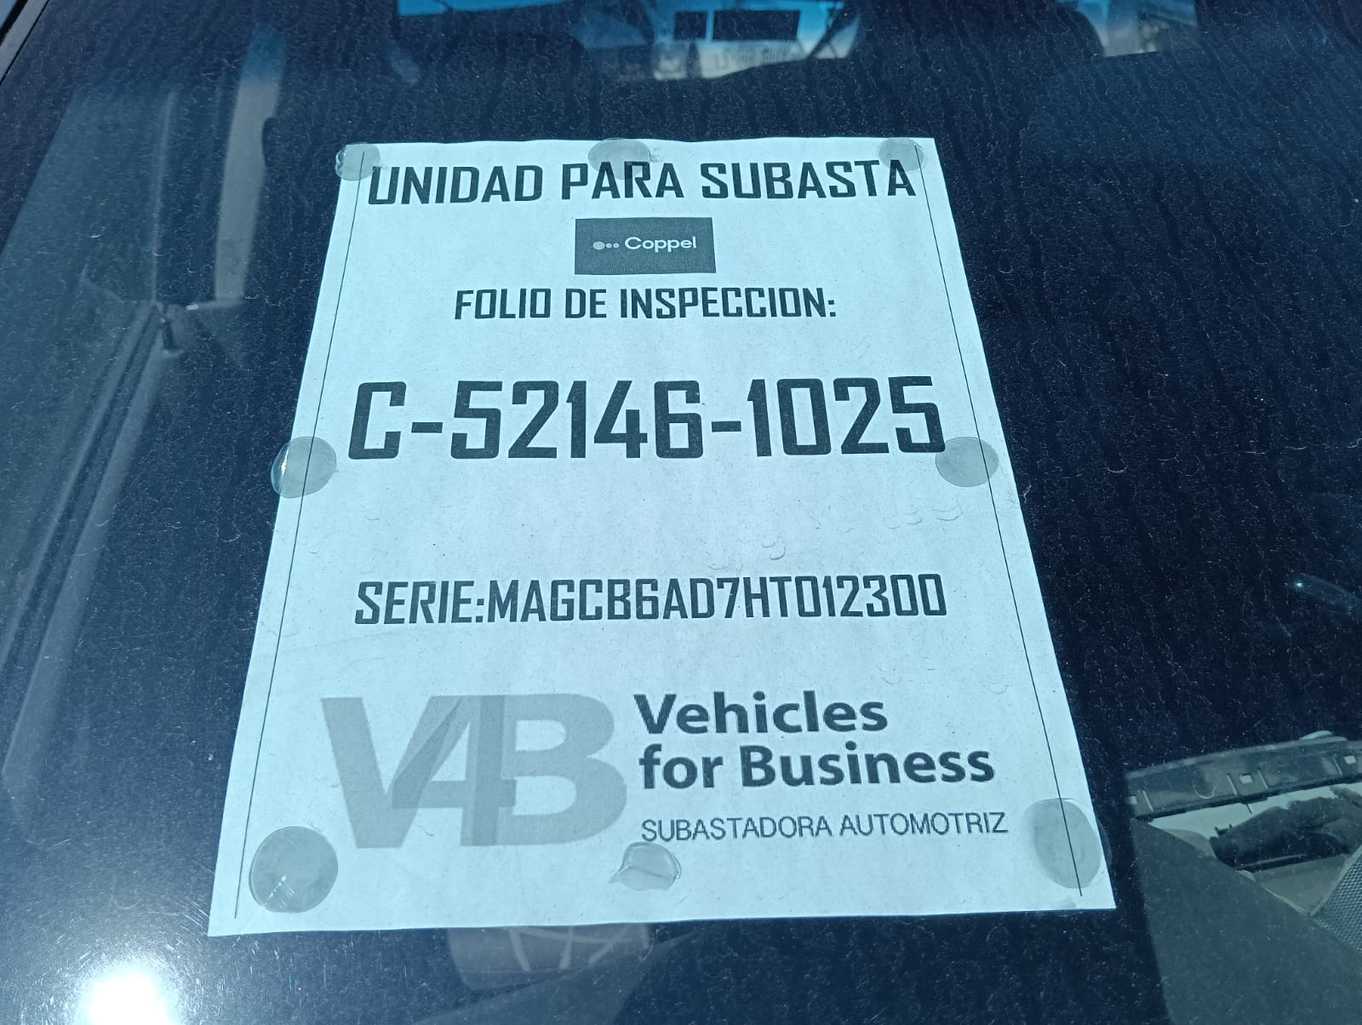 UNIDAD PARA SUBASTA
Coppel
FOLIO DE INSPECCION:
C-52146-1025
SERIE:MAGCB6AD7HT012300
V4B
Vehicles
for Business
SUBASTADORA AUTOMOTRIZ